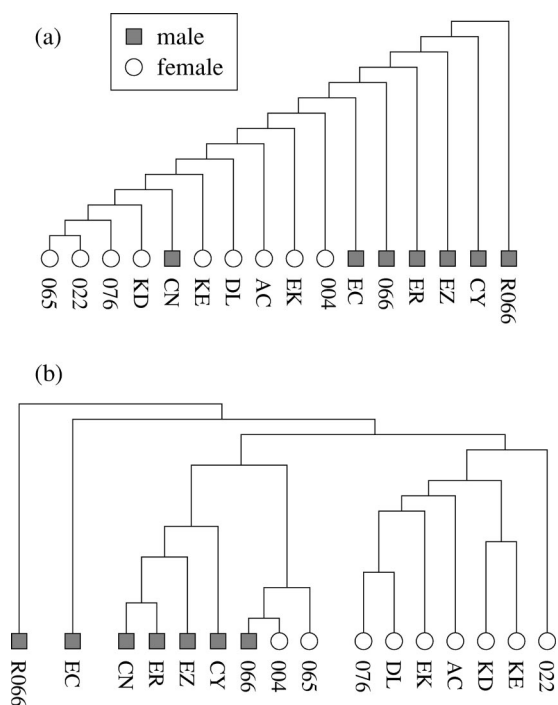 (a)
male
female
065 022 076 KD CN KE DL AC EK 004 EC 066 ER EZ CY R066
(b)
R066 EC CN ER EZ CY 066 004 065 076 DL EK AC KD KE 022